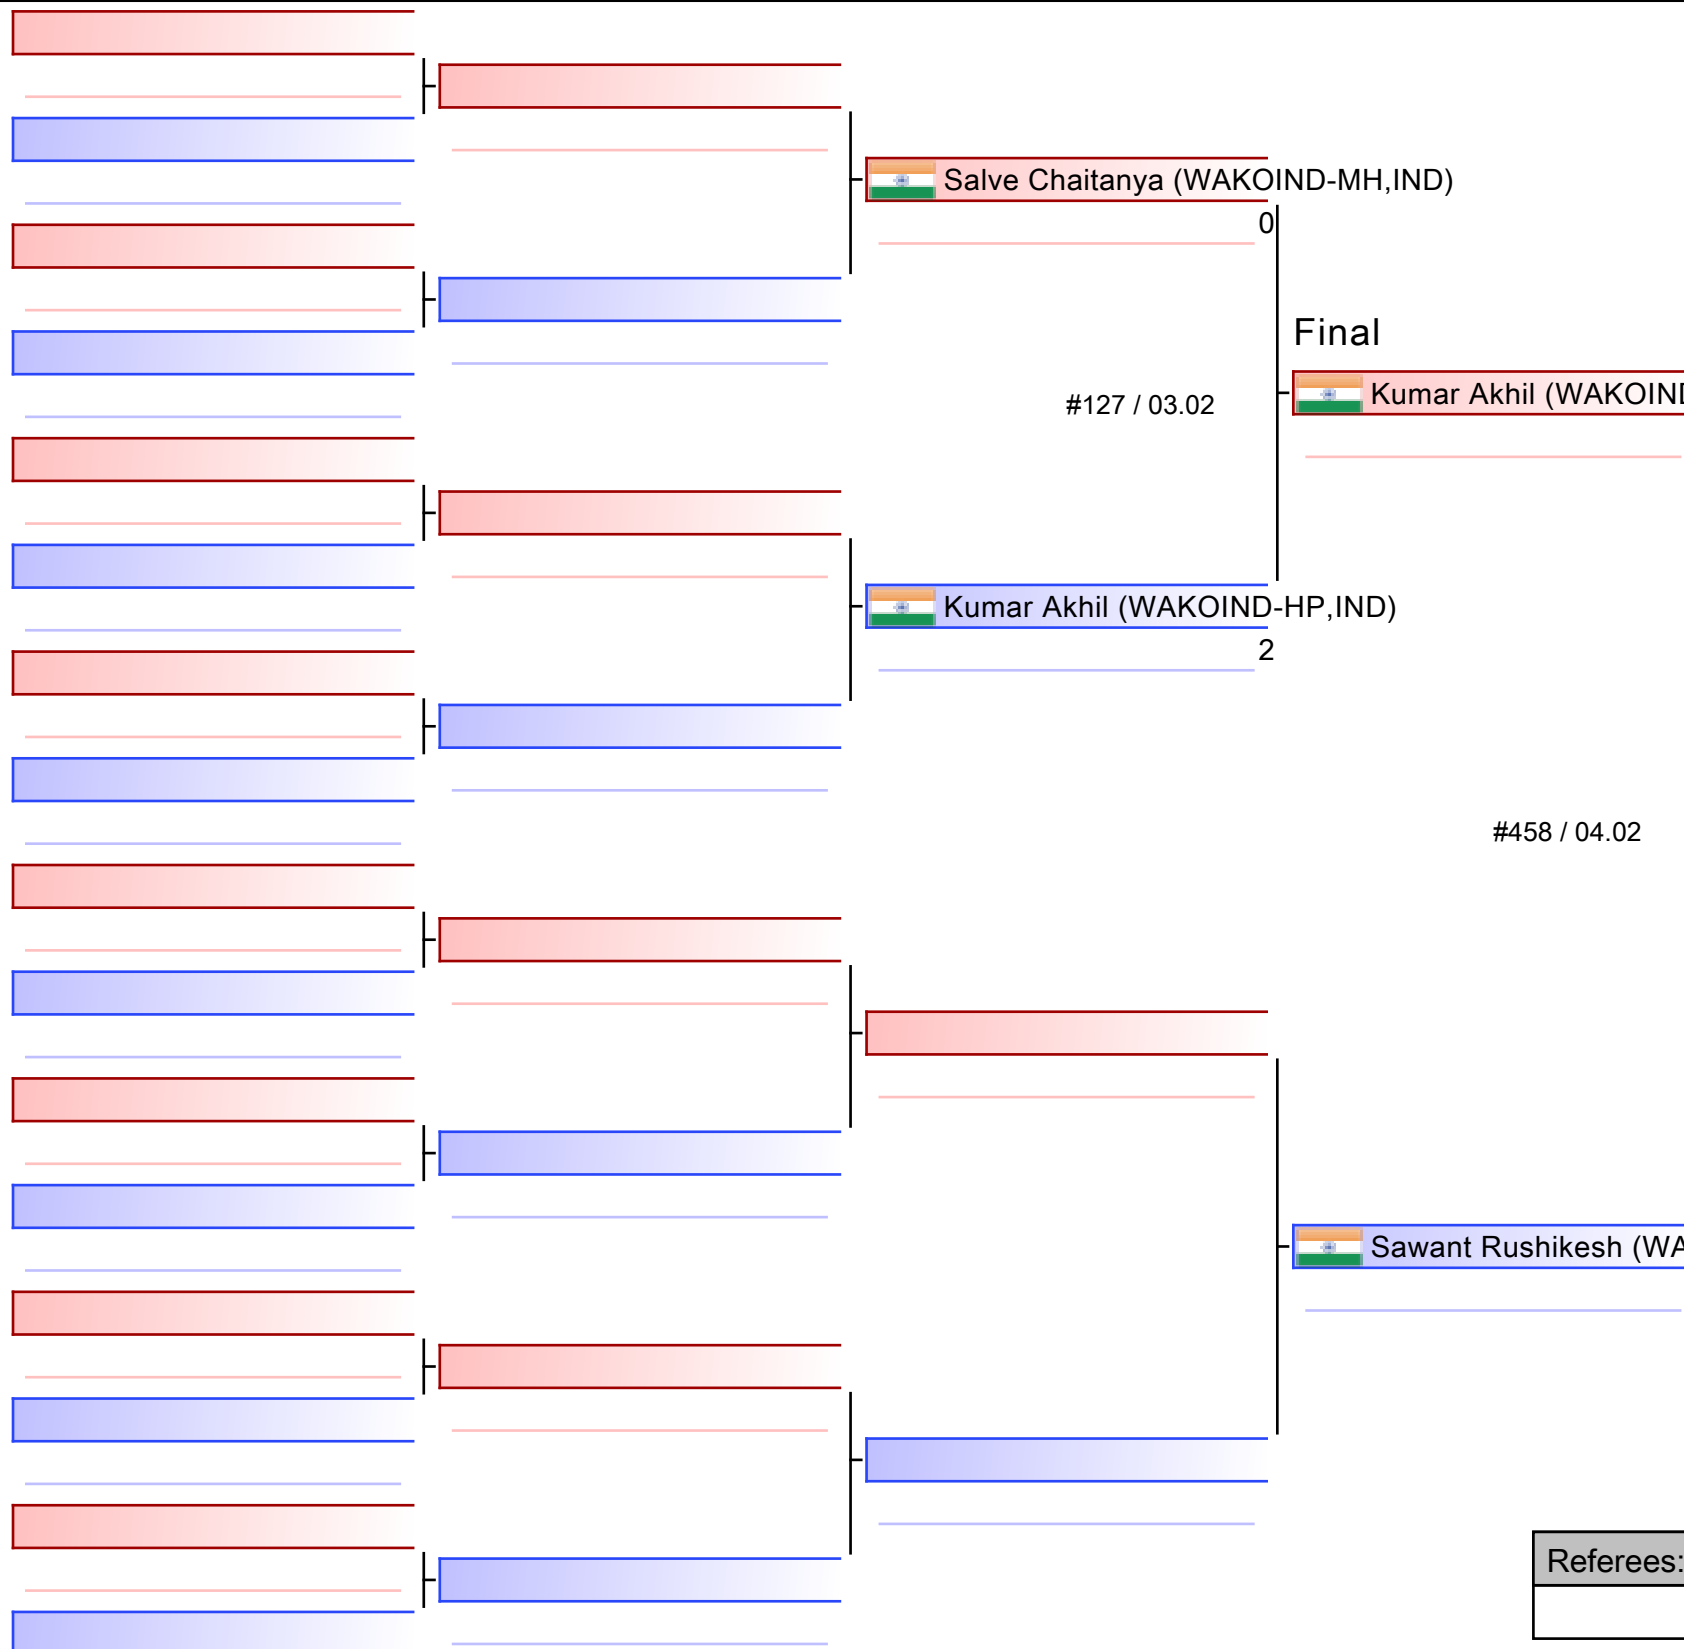 Salve Chaitanya (WAKOIND-MH,IND)
0
Final
#127 / 03.02
Kumar Akhil (WAKOIND
Kumar Akhil (WAKOIND-HP,IND)
2
#458 / 04.02
Sawant Rushikesh (WA
Referees: